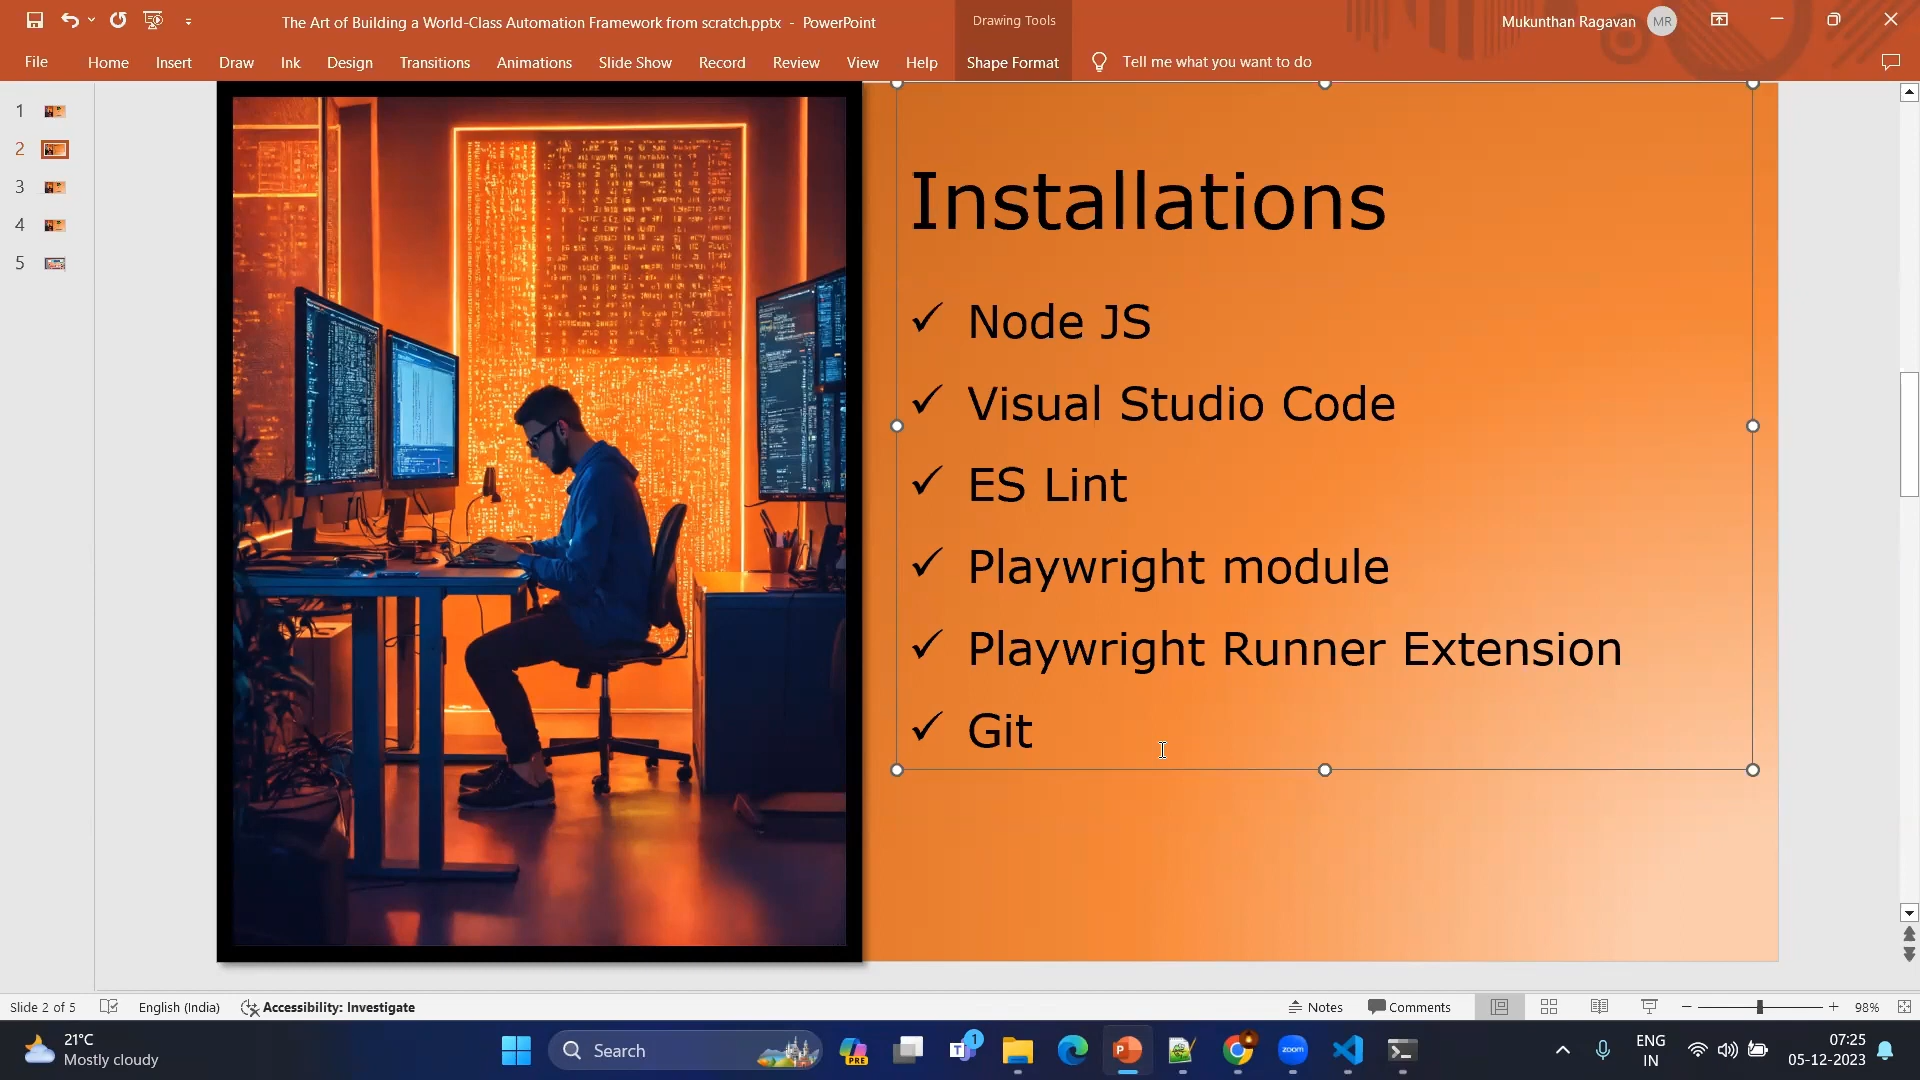 The Art of Building a World-Class Automation Framework from scratch.pptx - PowerPoint
Drawing Tools
Mukunthan Ragavan
MR
File
Home
Insert
Draw
Ink
Design
Transitions
Animations
Slide Show
Record
Review
View
Help
Shape Format
Tell me what you want to do
1
2
3
4
5
Installations
✓ Node JS
✓ Visual Studio Code
✓ ES Lint
✓ Playwright module
✓ Playwright Runner Extension
✓ Git
Slide 2 of 5
English (India)
Accessibility: Investigate
Notes
Comments
98%
21°C
Mostly cloudy
Search
PRE
1
zoom
ENG
IN
07:25
05-12-2023